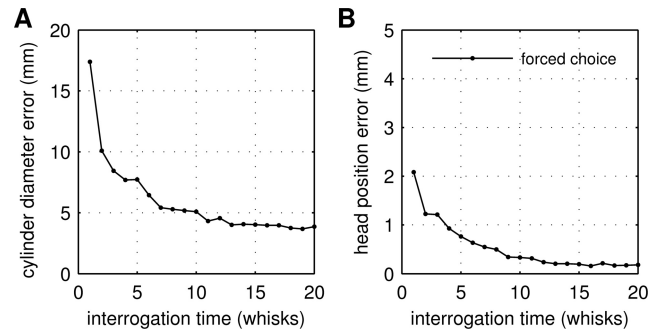 A
B
cylinder diameter error (mm)
20
15
10
5
0
0 5 10 15 20
interrogation time (whisks)
head position error (mm)
5
4
3
2
1
0
0 5 10 15 20
interrogation time (whisks)
forced choice